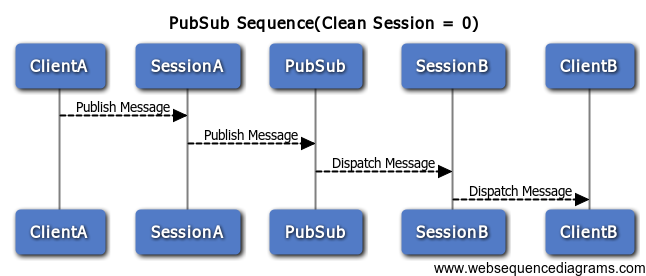 PubSub Sequence(Clean Session = 0)
ClientA SessionA PubSub SessionB ClientB
Publish Message
Publish Message
Dispatch Message
Dispatch Message
ClientA SessionA PubSub SessionB ClientB
www.websequencediagrams.com